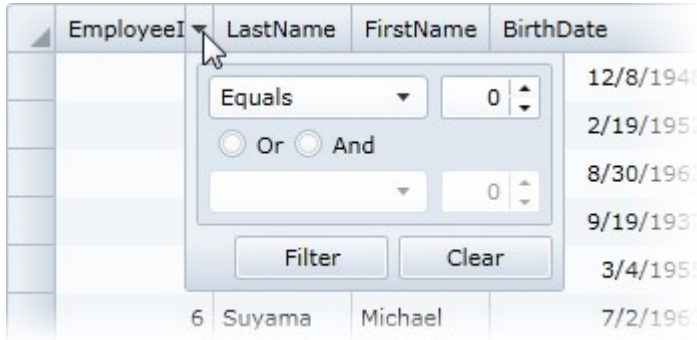 EmployeeI LastName FirstName BirthDate
12/8/194
Equals 0
2/19/195
Or And
8/30/196
0
9/19/193
Filter Clear
3/4/195
6 Suyama Michael 7/2/196